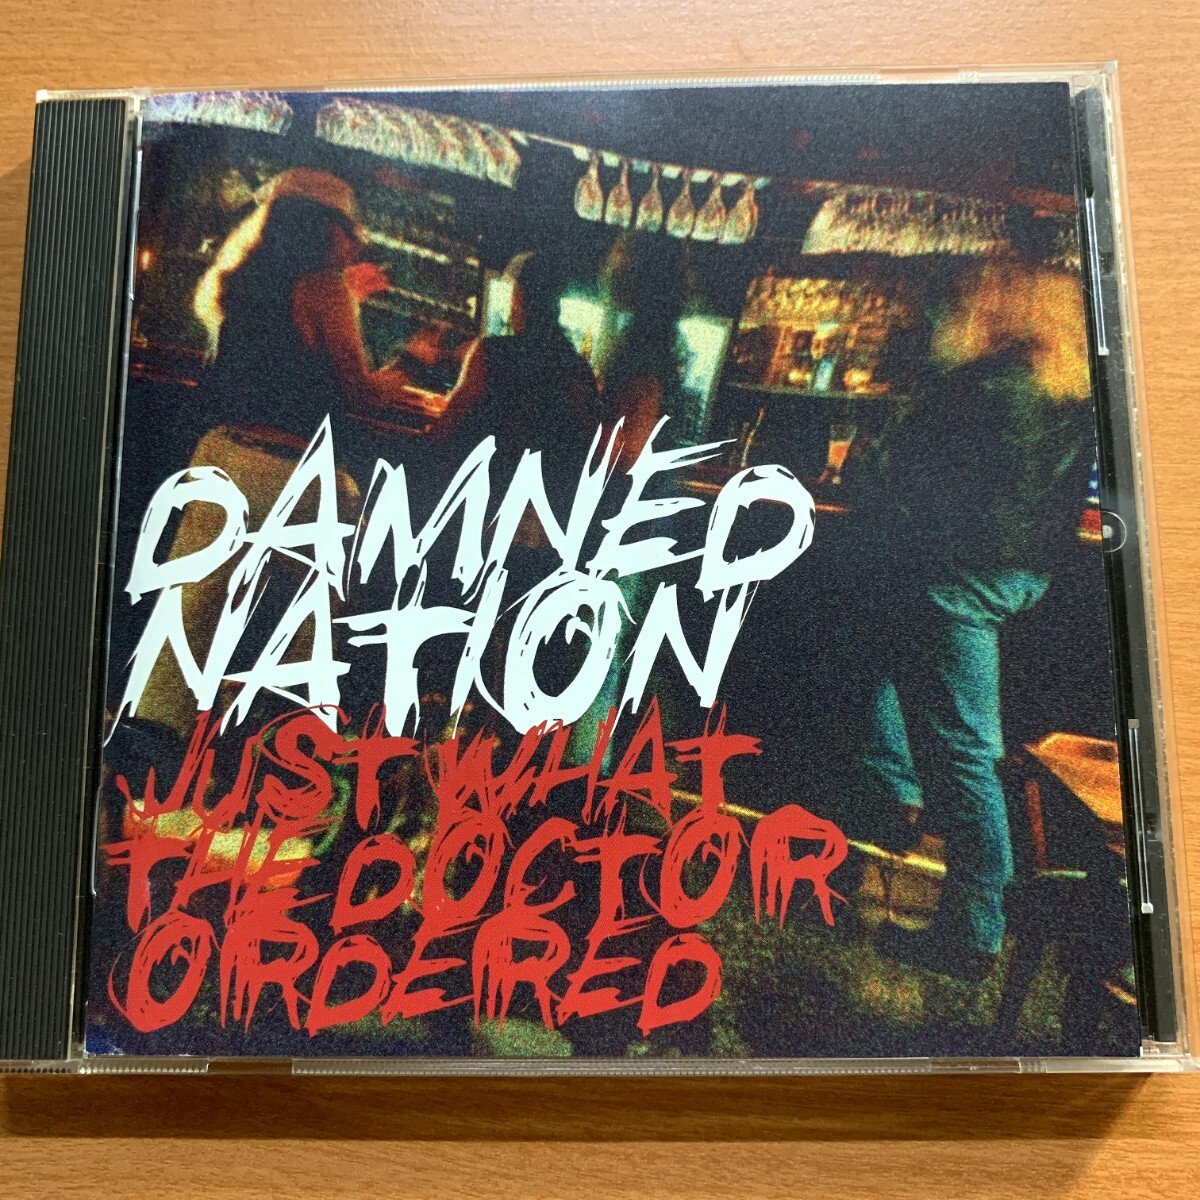 DAMNED
NATION
JUST WHAT
THE DOCTOR
ORDERED